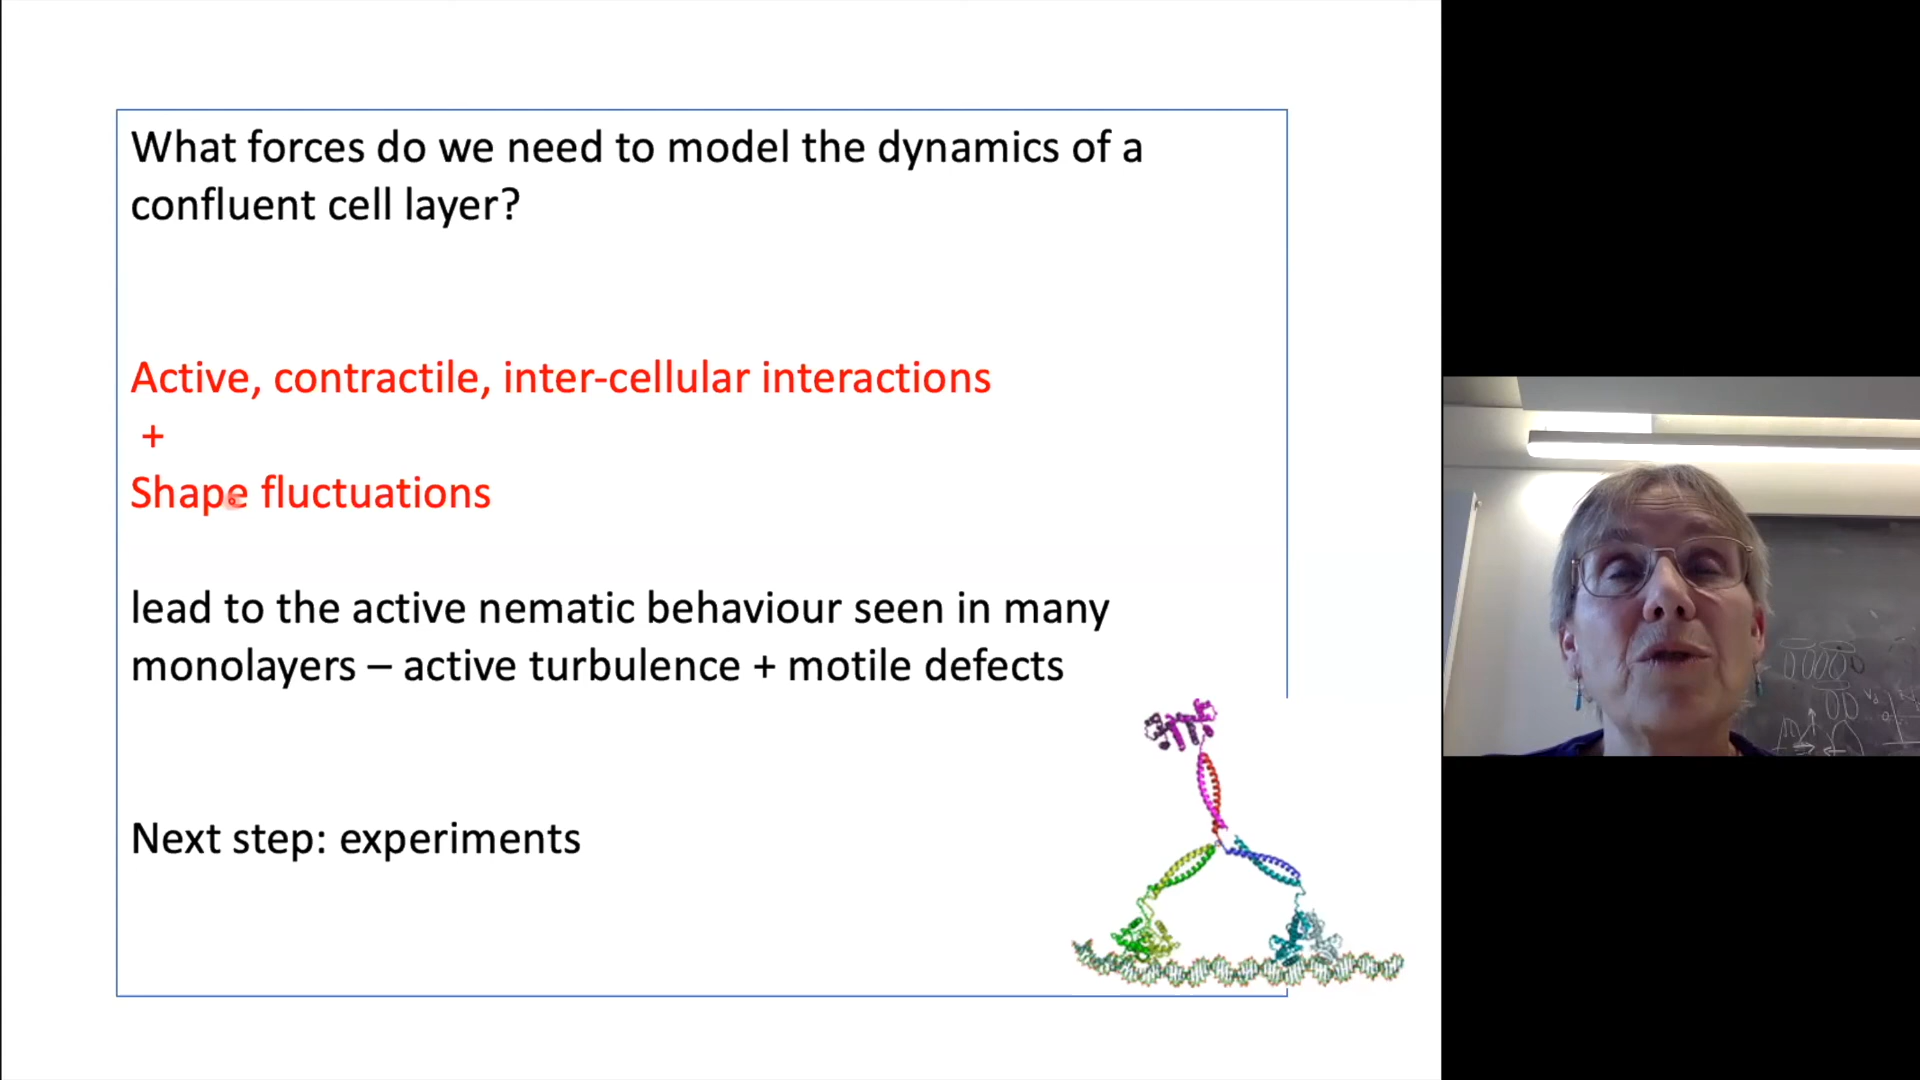 What forces do we need to model the dynamics of a
confluent cell layer?
Active, contractile, inter-cellular interactions
+
Shape fluctuations
lead to the active nematic behaviour seen in many
monolayers – active turbulence + motile defects
Next step: experiments